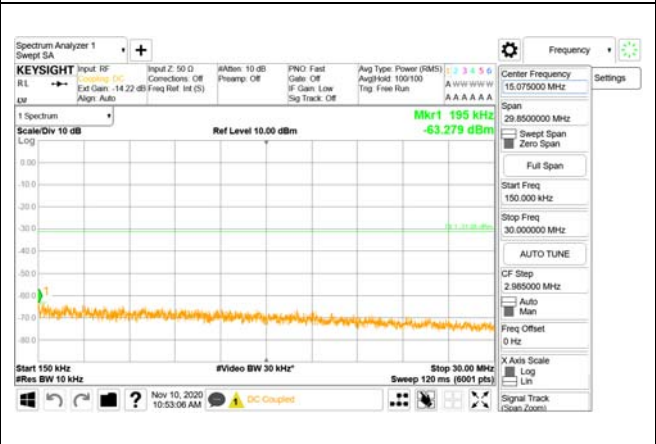 Spectrum Analyzer 1
Swept SA
Frequency
KEYSIGHT
RL
Input: RF
Coupling: DC
Ext Gain: -14.22 dB
Align: Auto
Input Z: 50 Ω
Corrections: Off
Freq Ref: Int (S)
#Atten: 10 dB
Preamp: Off
PNO: Fast
Gate: Off
IF Gain: Low
Sig Track: Off
Avg Type: Power (RMS)
Avg|Hold: 100/100
Trig: Free Run
1 2 3 4 5 6
A W W W W W
A A A A A A
Center Frequency
15.075000 MHz
Settings
1 Spectrum
Scale/Div 10 dB
Log
Ref Level 10.00 dBm
Mkr1 195 kHz
-63.279 dBm
0.00
-10.0
-20.0
-30.0
-40.0
-50.0
-60.0
-70.0
-80.0
1
Start 150 kHz
#Res BW 10 kHz
#Video BW 30 kHz*
Stop 30.00 MHz
Sweep 120 ms (6001 pts)
Span
29.8500000 MHz
Swept Span
Zero Span
Full Span
Start Freq
150.000 kHz
Stop Freq
30.000000 MHz
AUTO TUNE
CF Step
2.985000 MHz
Auto
Man
Freq Offset
0 Hz
X Axis Scale
Log
Lin
Signal Track
(Span Zoom)
?
Nov 10, 2020
10:53:06 AM
1
DC Coupled